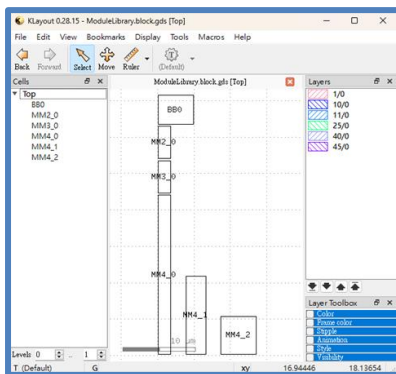 KLayout 0.28.15 - ModuleLibrary.block.gds [Top]
File Edit View Bookmarks Display Tools Macros Help
Back Forward Select Move Ruler (Default)
Cells
Top
BB0
MM2_0
MM3_0
MM4_0
MM4_1
MM4_2
Levels 0 .. 1
ModuleLibrary.block.gds [Top]
BB0
MM2_0
MM3_0
MM4_0
MM4_1
MM4_2
10 µm
Layers
1/0
10/0
11/0
25/0
40/0
45/0
Layer Toolbox
Color
Frame color
Stipple
Animation
Style
Visibility
T (Default) G xy 16.94446 18.13654